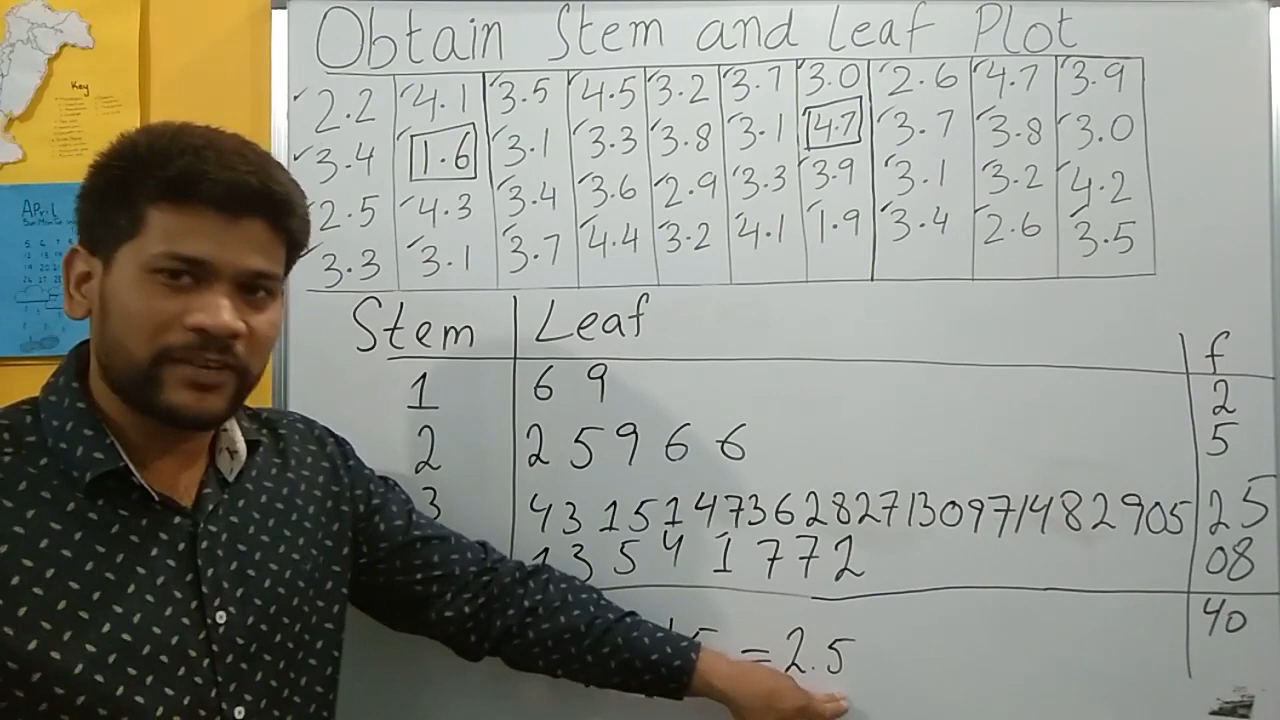 Obtain Stem and leaf Plot
2.2 4.1 3.5 4.5 3.2 3.7 3.0 2.6 4.7 3.9
3.4 1.6 3.1 3.3 3.8 3.1 4.7 3.7 3.8 3.0
2.5 4.3 3.4 3.6 2.9 3.3 3.9 3.1 3.2 4.2
3.3 3.1 3.7 4.4 3.2 4.1 1.9 3.4 2.6 3.5
Stem Leaf f
1 6 9 2
2 2 5 9 6 6 5
3 4 3 1 5 1 4 7 3 6 2 8 2 7 1 3 0 9 7 1 4 8 2 9 0 5 25
1 3 5 4 1 7 7 2 08
40
= 2.5
Key
April